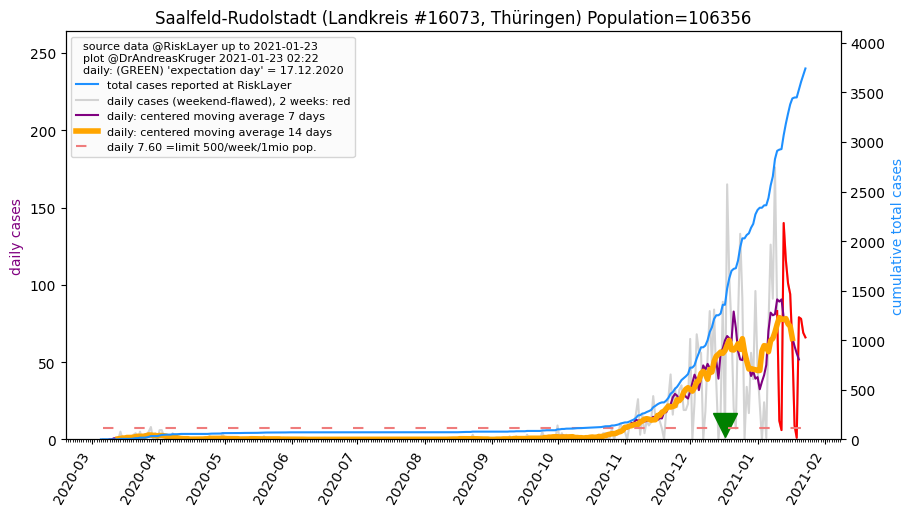 Saalfeld-Rudolstadt (Landkreis #16073, Thüringen) Population=106356
source data @RiskLayer up to 2021-01-23
plot @DrAndreasKruger 2021-01-23 02:22
daily: (GREEN) 'expectation day' = 17.12.2020
total cases reported at RiskLayer
daily cases (weekend-flawed), 2 weeks: red
daily: centered moving average 7 days
daily: centered moving average 14 days
daily 7.60 =limit 500/week/1mio pop.
daily cases
250
200
150
100
50
0
4000
3500
3000
2500
2000
1500
1000
500
0
cumulative total cases
2020-03
2020-04
2020-05
2020-06
2020-07
2020-08
2020-09
2020-10
2020-11
2020-12
2021-01
2021-02